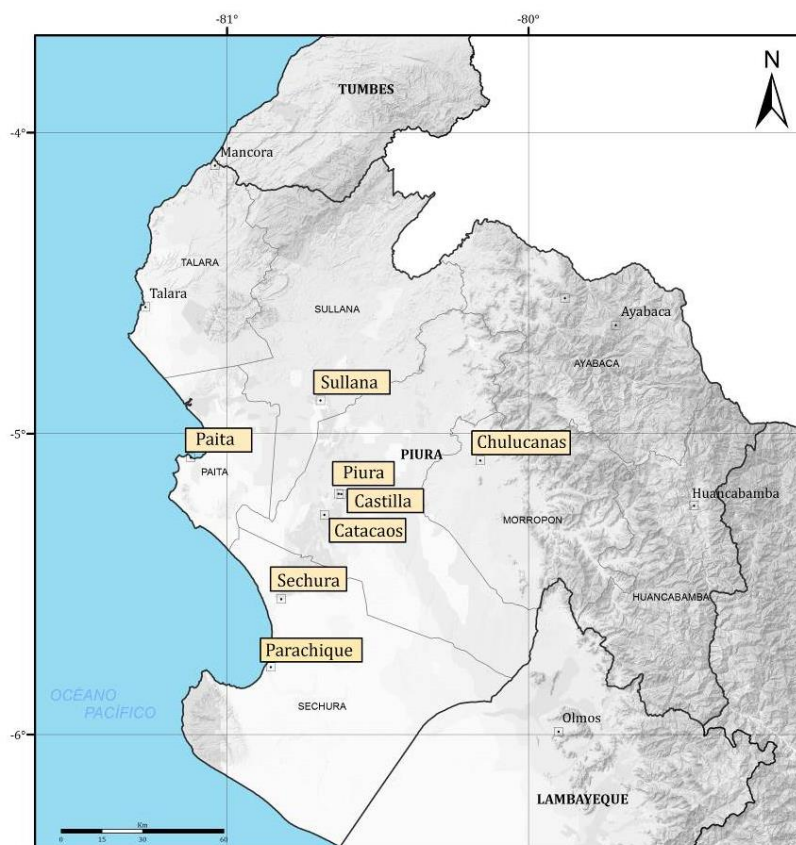 -81°
-80°
N
TUMBES
-4°
Mancora
TALARA
Talara
SULLANA
Ayabaca
AYABACA
Sullana
-5°
Paita
PAITA
PIURA
Chulucanas
Piura
Castilla
Catacaos
Huancabamba
MORROPON
Sechura
HUANCABAMBA
Parachique
OCÉANO
PACÍFICO
SECHURA
Olmos
-6°
LAMBAYEQUE
Km
0 15 30 60